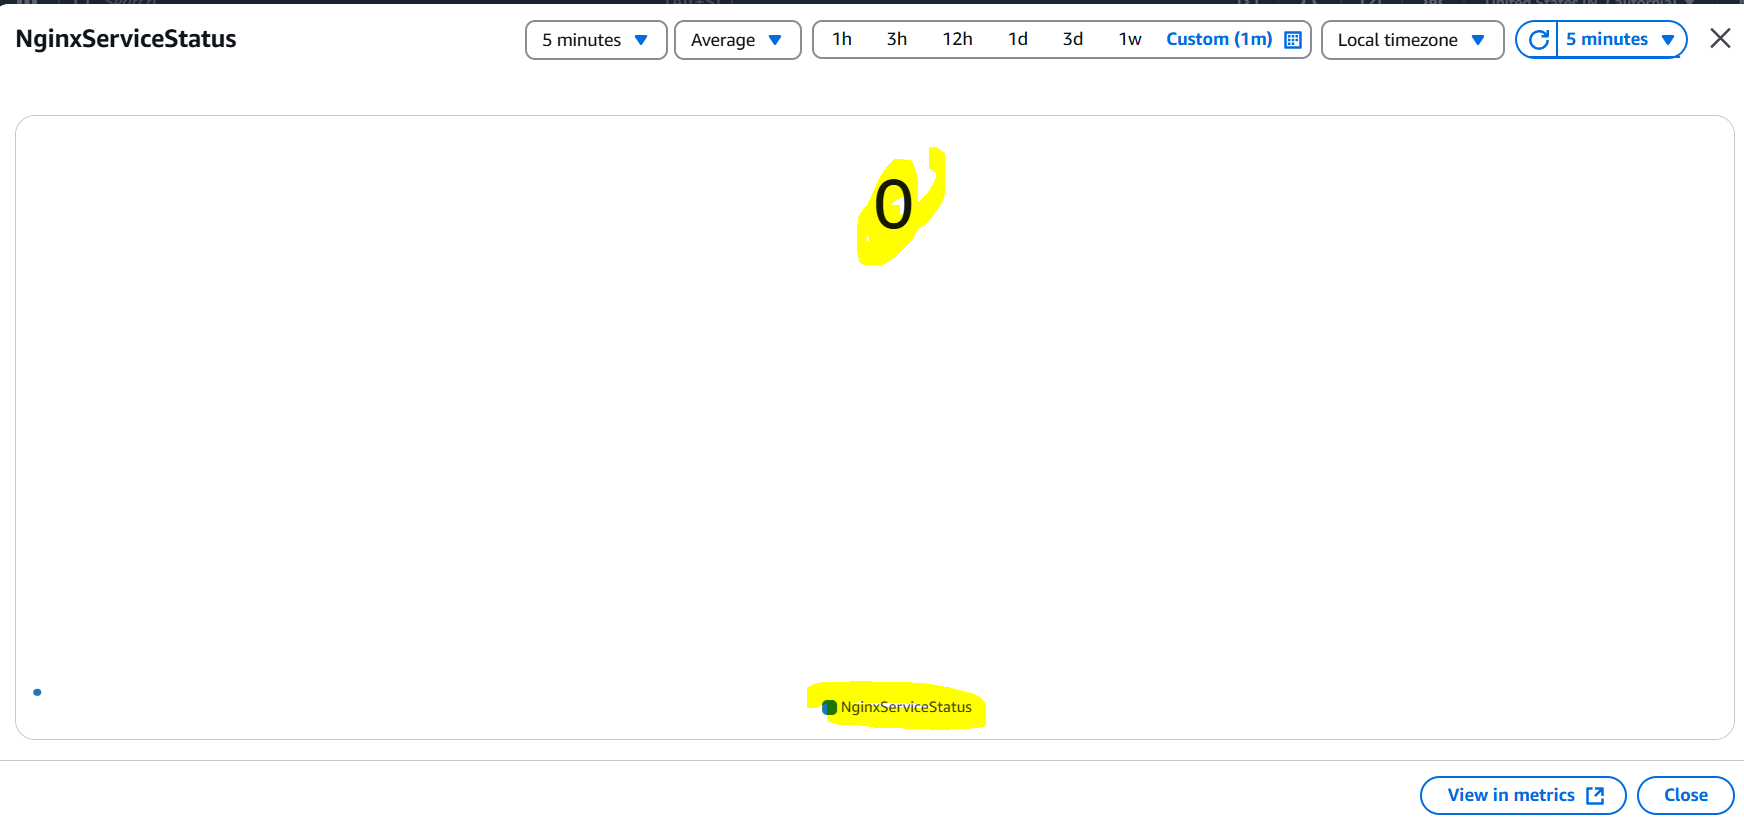 NginxServiceStatus
5 minutes Average 1h 3h 12h 1d 3d 1w Custom (1m) Local timezone 5 minutes
0
NginxServiceStatus
View in metrics Close